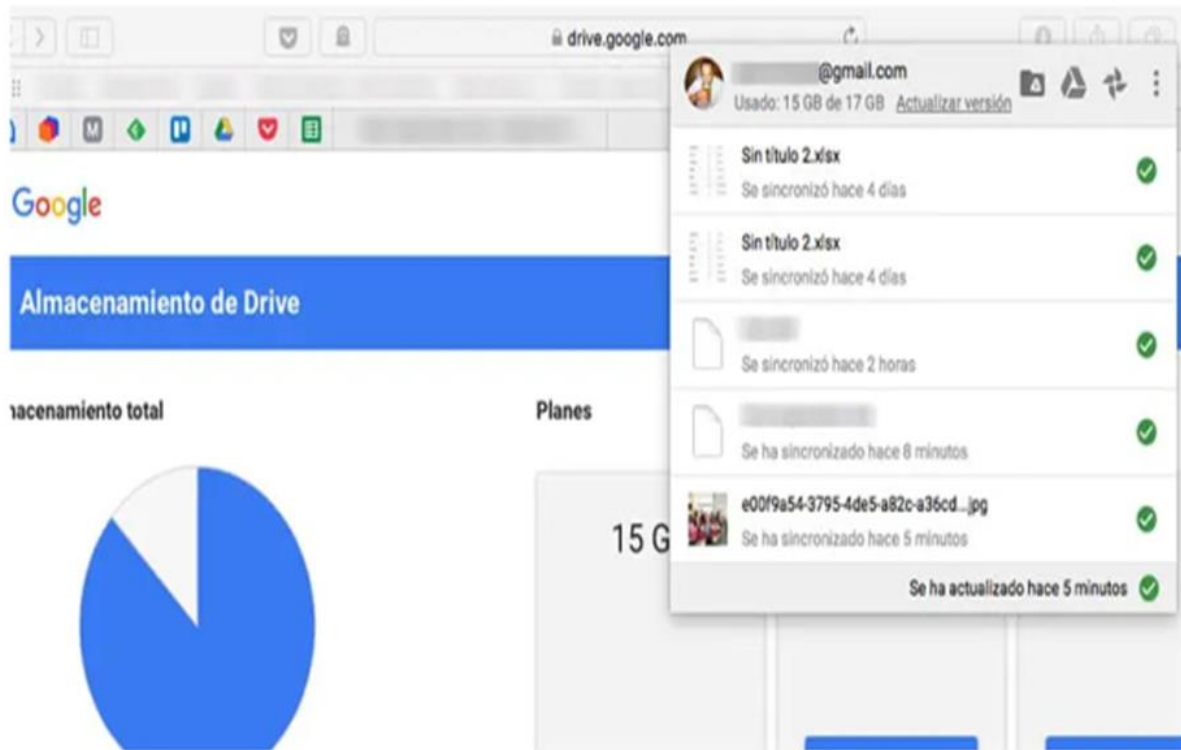 drive.google.com
@gmail.com
Usado: 15 GB de 17 GB Actualizar versión
M
Sin título 2.xlsx
Se sincronizó hace 4 días
Google
Sin título 2.xlsx
Se sincronizó hace 4 días
Almacenamiento de Drive
Se sincronizó hace 2 horas
nacenamiento total
Planes
Se ha sincronizado hace 8 minutos
e00f9a54-3795-4de5-a82c-a36cd...jpg
15 G
Se ha sincronizado hace 5 minutos
Se ha actualizado hace 5 minutos